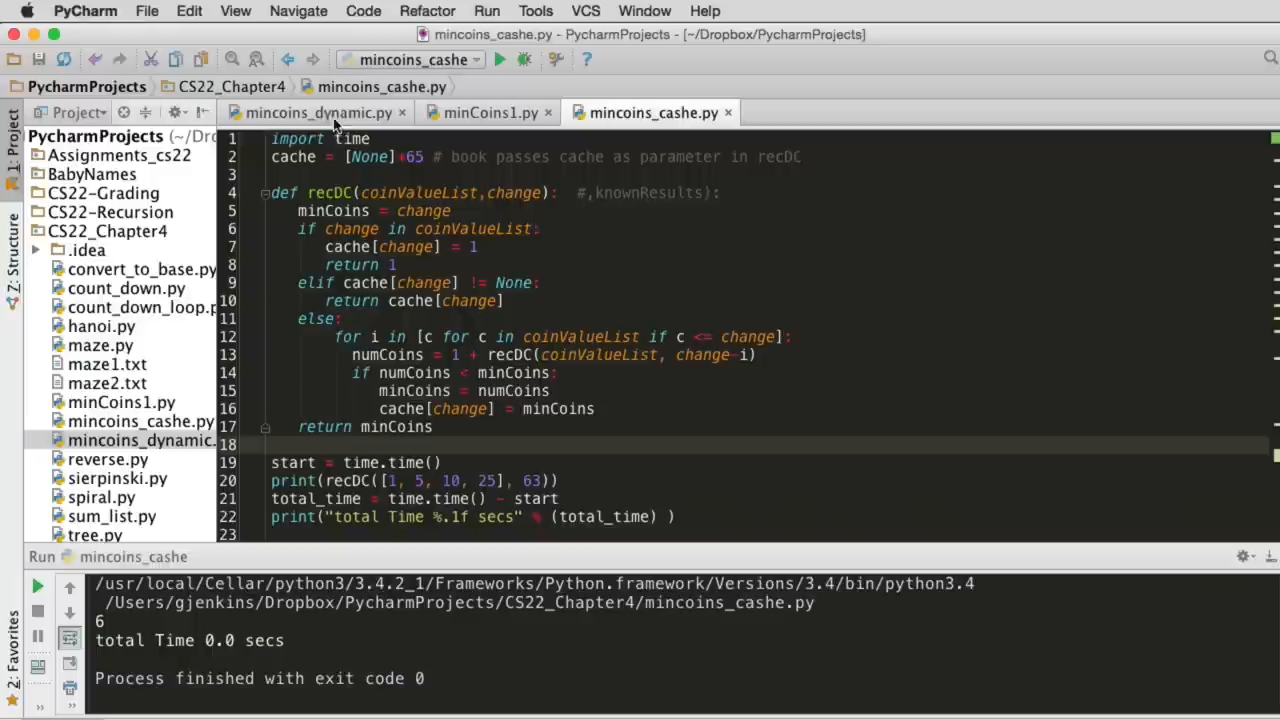 PyCharm File Edit View Navigate Code Refactor Run Tools VCS Window Help
mincoins_cashe.py - PycharmProjects - [~/Dropbox/PycharmProjects]
mincoins_cashe
PycharmProjects CS22_Chapter4 mincoins_cashe.py
Project mincoins_dynamic.py minCoins1.py mincoins_cashe.py
1: Project
Z: Structure
2: Favorites
PycharmProjects (~/Dro
Assignments_cs22
BabyNames
CS22-Grading
CS22-Recursion
CS22_Chapter4
.idea
convert_to_base.py
count_down.py
count_down_loop.p
hanoi.py
maze.py
maze1.txt
maze2.txt
minCoins1.py
mincoins_cashe.py
mincoins_dynamic.
reverse.py
sierpinski.py
spiral.py
sum_list.py
tree.py
1 import time
2 cache = [None]*65 # book passes cache as parameter in recDC
3
4 def recDC(coinValueList,change): #,knownResults):
5 minCoins = change
6 if change in coinValueList:
7 cache[change] = 1
8 return 1
9 elif cache[change] != None:
10 return cache[change]
11 else:
12 for i in [c for c in coinValueList if c <= change]:
13 numCoins = 1 + recDC(coinValueList, change-i)
14 if numCoins < minCoins:
15 minCoins = numCoins
16 cache[change] = minCoins
17 return minCoins
18
19 start = time.time()
20 print(recDC([1, 5, 10, 25], 63))
21 total_time = time.time() - start
22 print("total Time %.1f secs" % (total_time) )
23
Run mincoins_cashe
/usr/local/Cellar/python3/3.4.2_1/Frameworks/Python.framework/Versions/3.4/bin/python3.4
/Users/gjenkins/Dropbox/PycharmProjects/CS22_Chapter4/mincoins_cashe.py
6
total Time 0.0 secs
Process finished with exit code 0